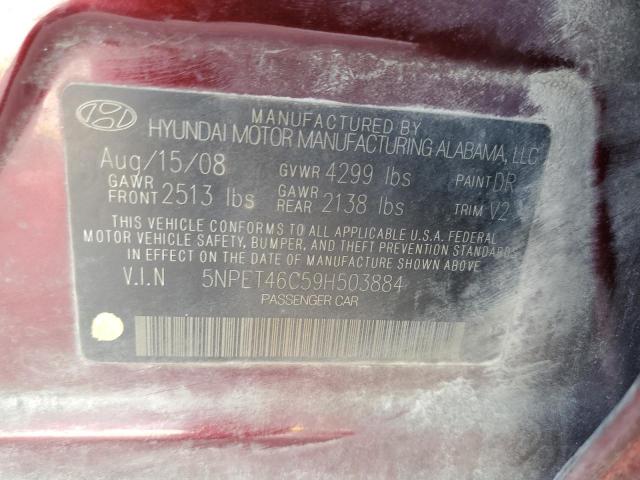 MANUFACTURED BY
HYUNDAI MOTOR MANUFACTURING ALABAMA, LLC
Aug/15/08 GVWR 4299 lbs PAINT DR
GAWR FRONT 2513 lbs GAWR REAR 2138 lbs TRIM V2
THIS VEHICLE CONFORMS TO ALL APPLICABLE U.S.A. FEDERAL
MOTOR VEHICLE SAFETY, BUMPER, AND THEFT PREVENTION STANDARDS
IN EFFECT ON THE DATE OF MANUFACTURE SHOWN ABOVE.
V.I.N 5NPET46C59H503884
PASSENGER CAR